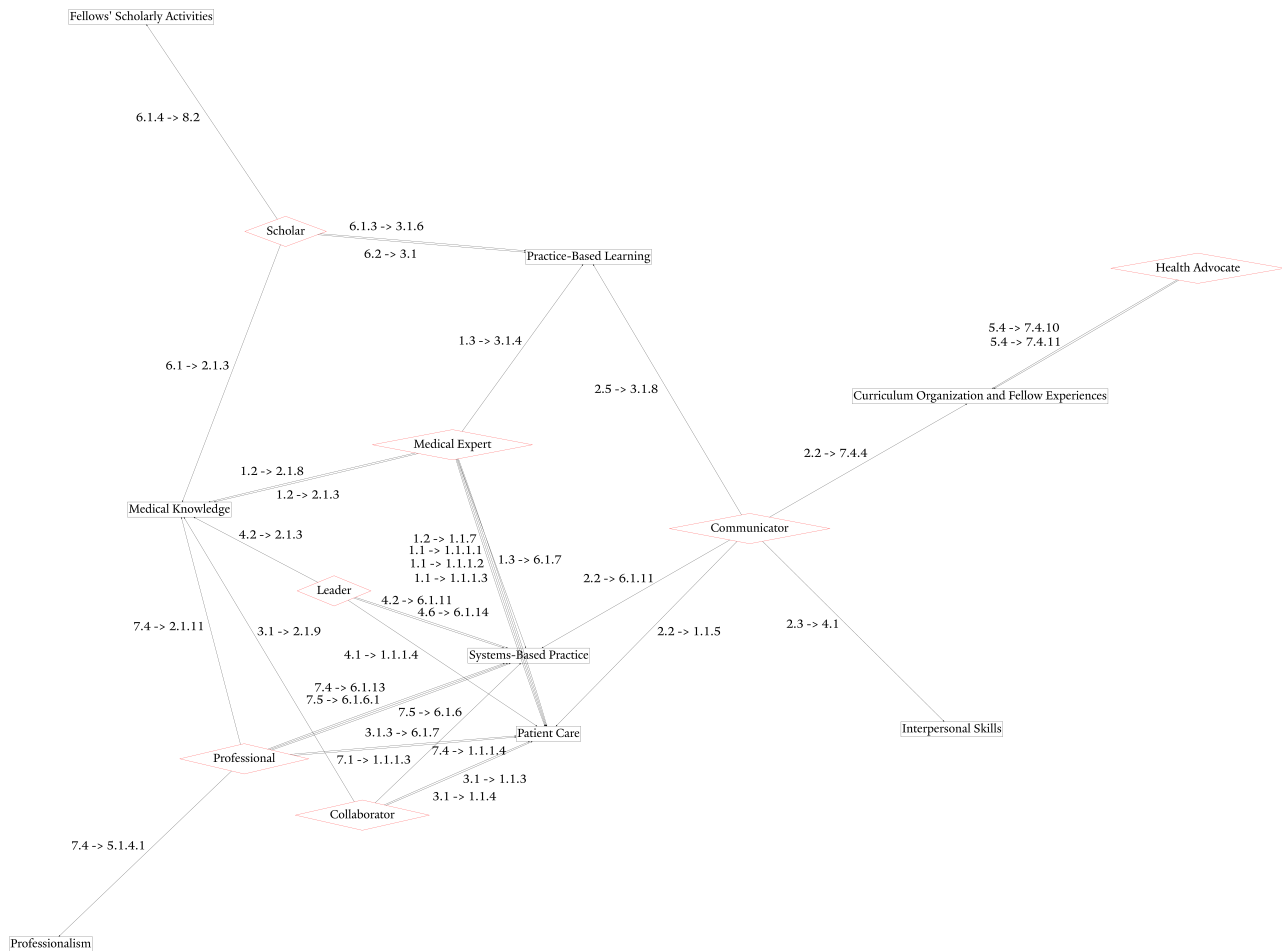 Fellows' Scholarly Activities
6.1.4 -> 8.2
Scholar
6.1.3 -> 3.1.6
6.2 -> 3.1
Practice-Based Learning
Health Advocate
5.4 -> 7.4.10
5.4 -> 7.4.11
1.3 -> 3.1.4
6.1 -> 2.1.3
2.5 -> 3.1.8
Curriculum Organization and Fellow Experiences
Medical Expert
2.2 -> 7.4.4
1.2 -> 2.1.8
1.2 -> 2.1.3
Medical Knowledge
Communicator
4.2 -> 2.1.3
1.2 -> 1.1.7
1.1 -> 1.1.1.1
1.1 -> 1.1.1.2
1.1 -> 1.1.1.3
1.3 -> 6.1.7
2.2 -> 6.1.11
Leader
4.2 -> 6.1.11
4.6 -> 6.1.14
7.4 -> 2.1.11
3.1 -> 2.1.9
2.2 -> 1.1.5
2.3 -> 4.1
4.1 -> 1.1.1.4
Systems-Based Practice
7.4 -> 6.1.13
7.5 -> 6.1.6.1
7.5 -> 6.1.6
3.1.3 -> 6.1.7
Patient Care
Interpersonal Skills
Professional
7.1 -> 1.1.1.3
7.4 -> 1.1.1.4
3.1 -> 1.1.3
3.1 -> 1.1.4
Collaborator
7.4 -> 5.1.4.1
Professionalism